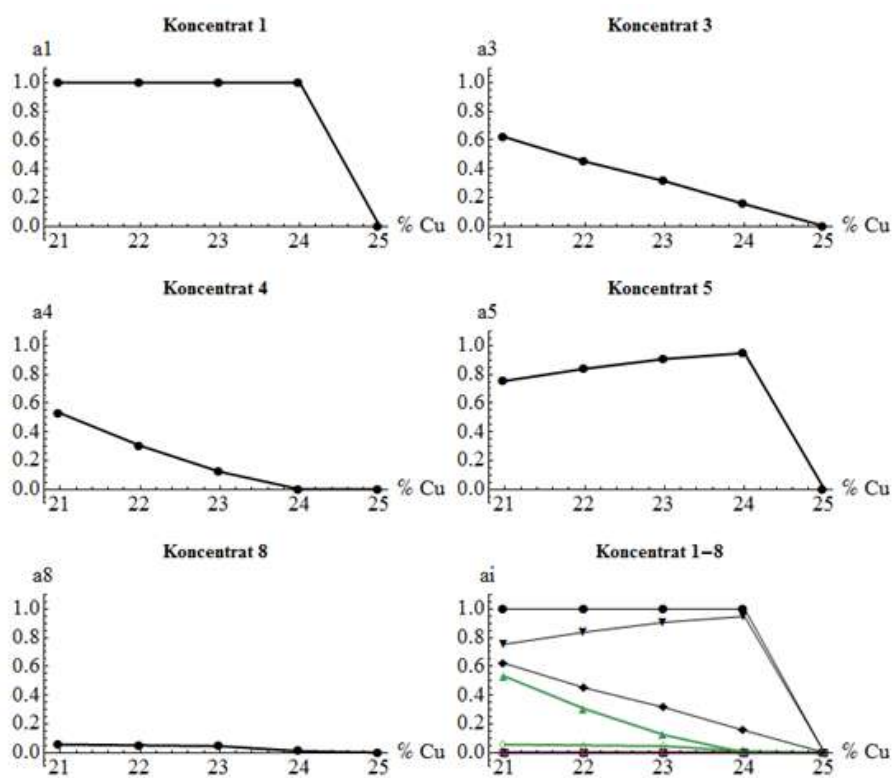 Koncentrat 1
a1
1.0
0.8
0.6
0.4
0.2
0.0
21 22 23 24 25
% Cu
Koncentrat 3
a3
1.0
0.8
0.6
0.4
0.2
0.0
21 22 23 24 25
% Cu
Koncentrat 4
a4
1.0
0.8
0.6
0.4
0.2
0.0
21 22 23 24 25
% Cu
Koncentrat 5
a5
1.0
0.8
0.6
0.4
0.2
0.0
21 22 23 24 25
% Cu
Koncentrat 8
a8
1.0
0.8
0.6
0.4
0.2
0.0
21 22 23 24 25
% Cu
Koncentrat 1–8
ai
1.0
0.8
0.6
0.4
0.2
0.0
21 22 23 24 25
% Cu